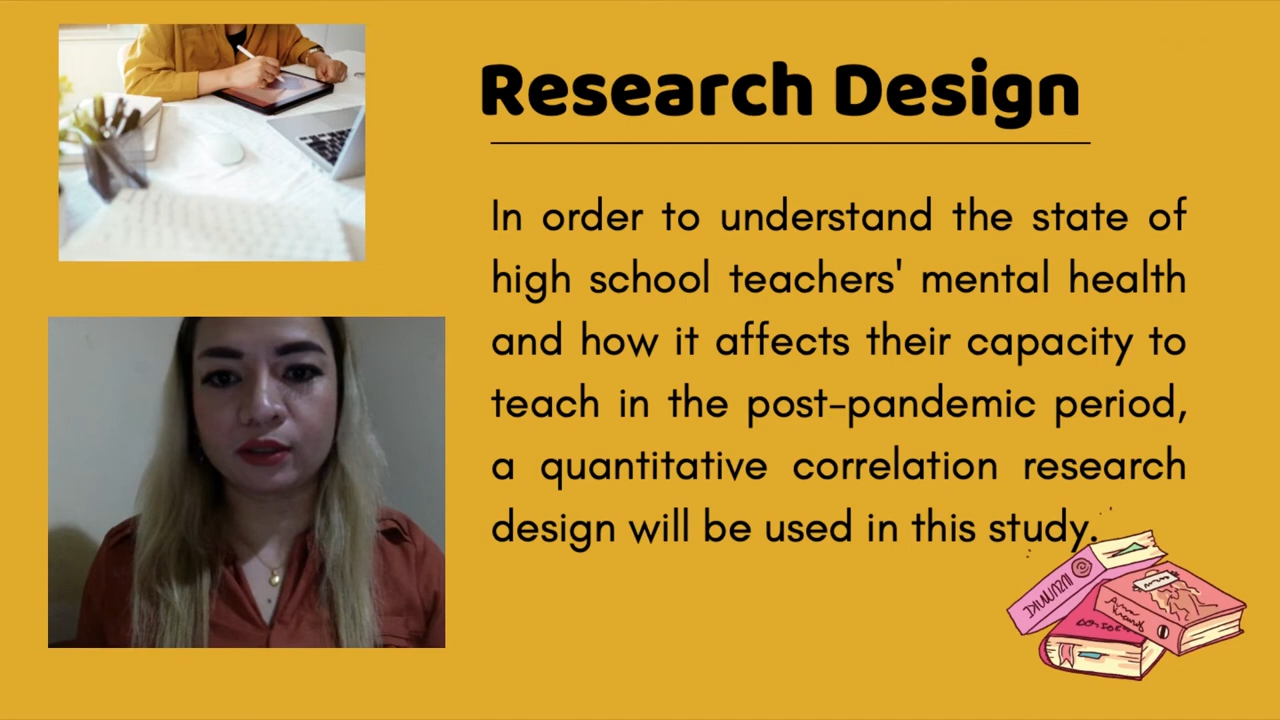 Research Design
In order to understand the state of
high school teachers' mental health
and how it affects their capacity to
teach in the post-pandemic period,
a quantitative correlation research
design will be used in this study.
UZUMAKI